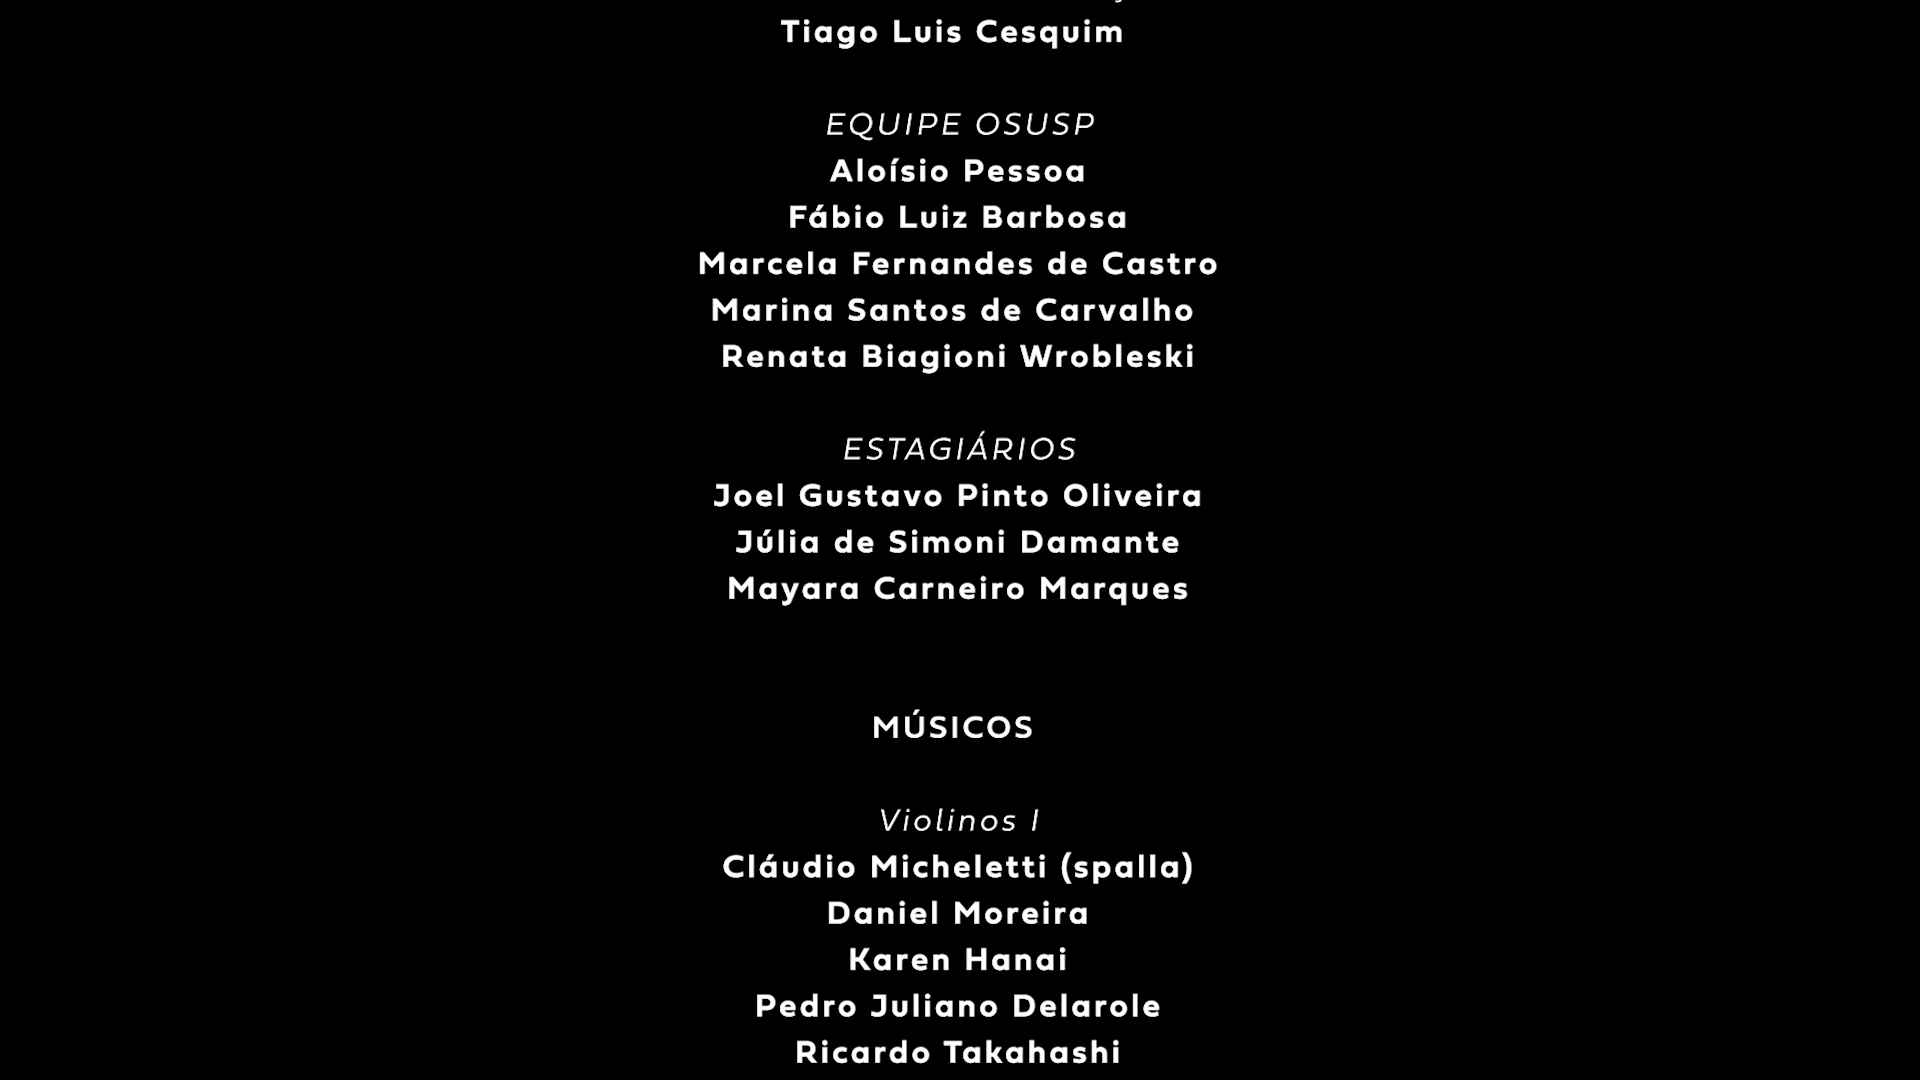 Tiago Luis Cesquim
EQUIPE OSUSP
Aloísio Pessoa
Fábio Luiz Barbosa
Marcela Fernandes de Castro
Marina Santos de Carvalho
Renata Biagioni Wrobleski
ESTAGIÁRIOS
Joel Gustavo Pinto Oliveira
Júlia de Simoni Damante
Mayara Carneiro Marques
MÚSICOS
Violinos I
Cláudio Micheletti (spalla)
Daniel Moreira
Karen Hanai
Pedro Juliano Delarole
Ricardo Takahashi